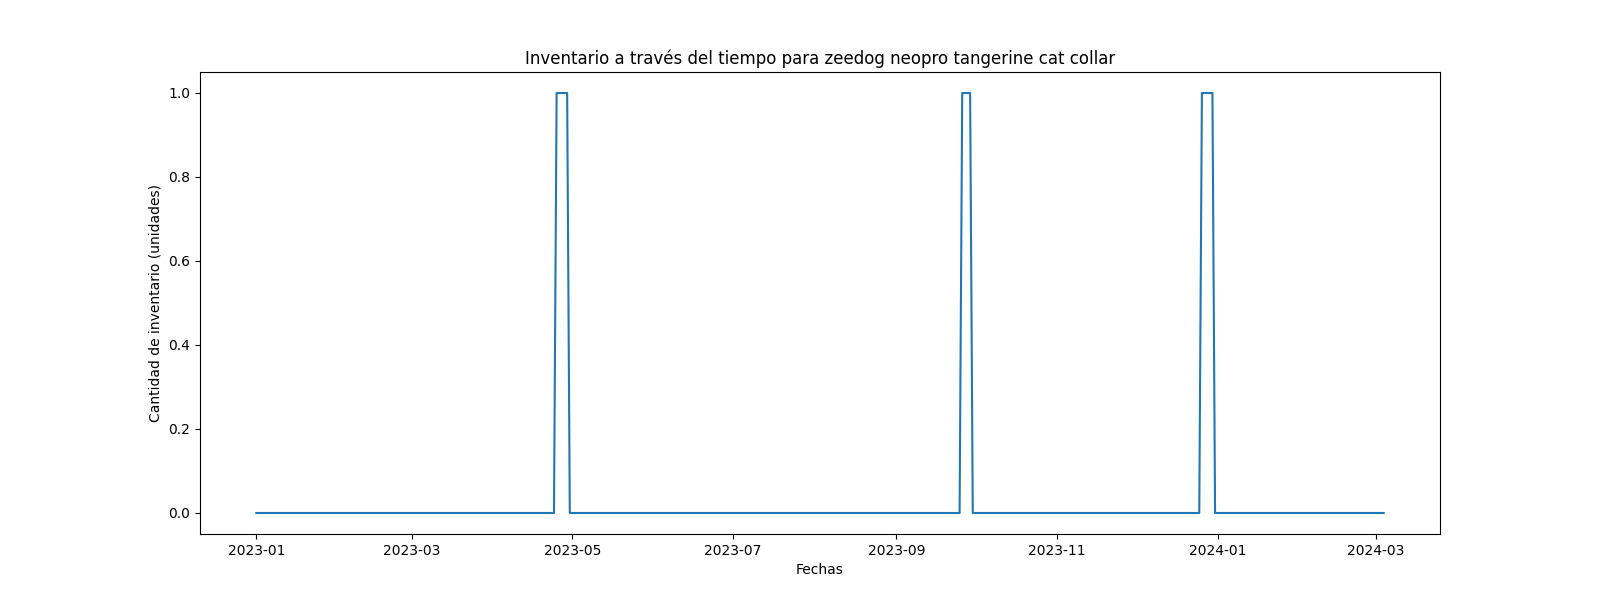 Inventario a través del tiempo para zeedog neopro tangerine cat collar
Cantidad de inventario (unidades)
1.0
0.8
0.6
0.4
0.2
0.0
2023-01 2023-03 2023-05 2023-07 2023-09 2023-11 2024-01 2024-03
Fechas